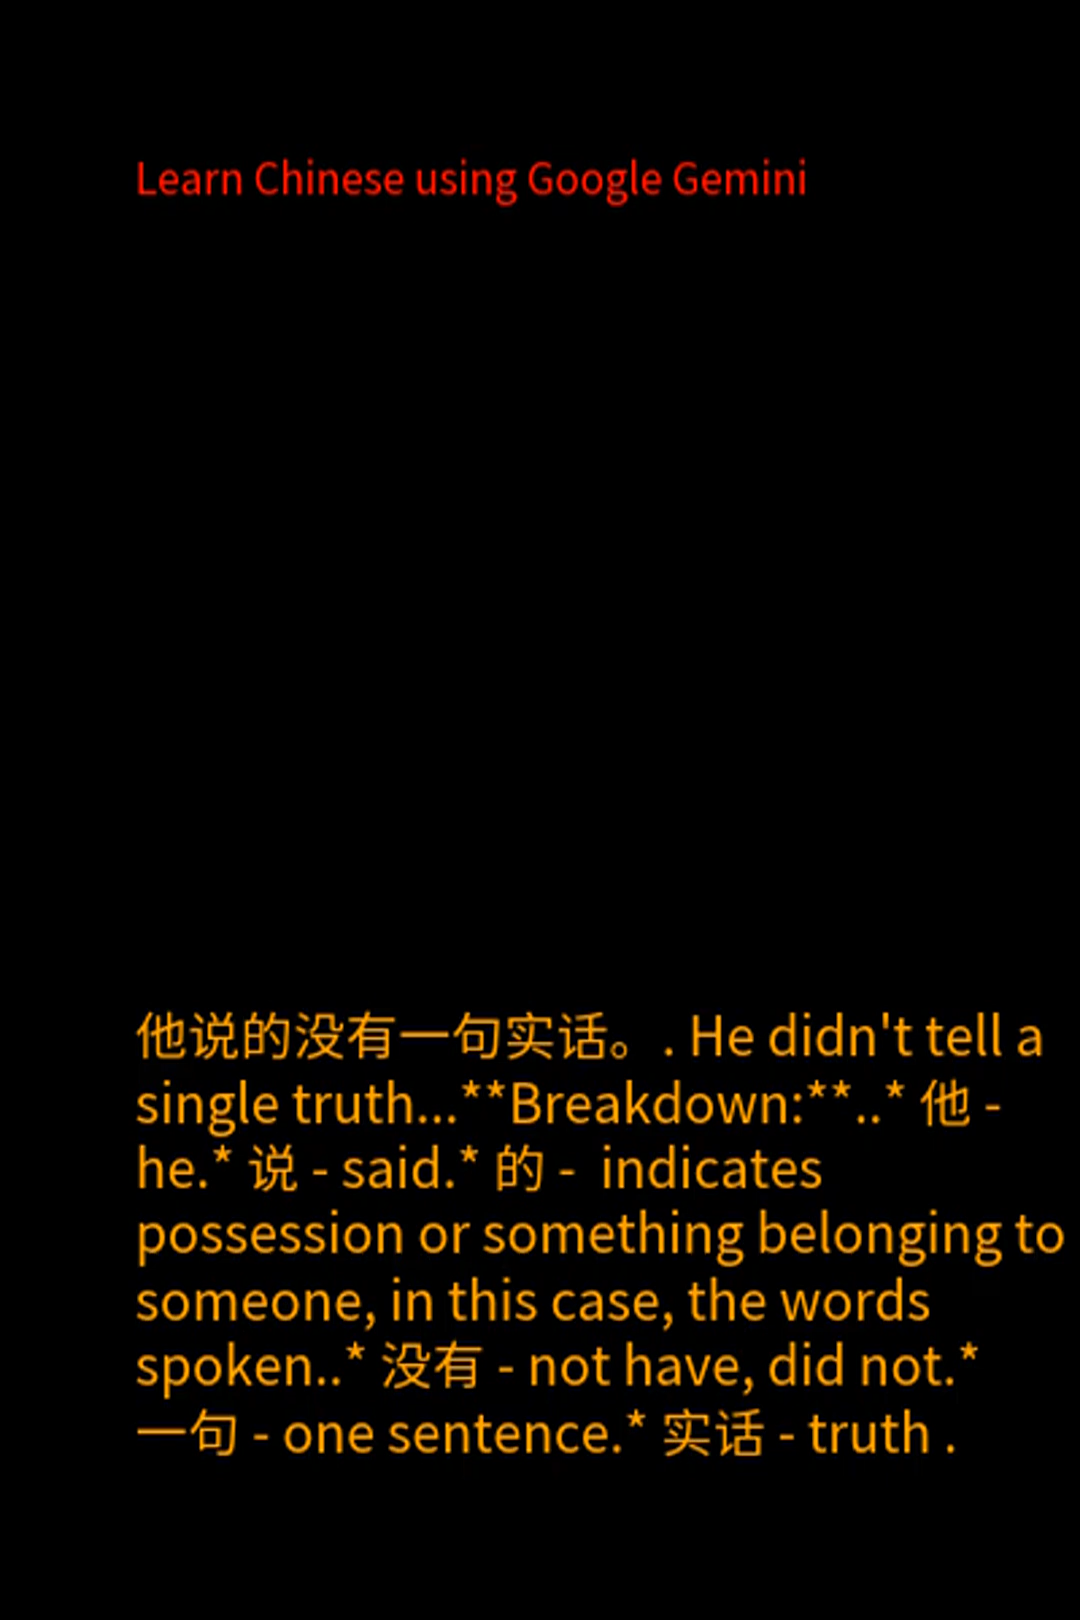 Learn Chinese using Google Gemini
他说的没有一句实话。. He didn't tell a
single truth...**Breakdown:**..* 他 -
he.* 说 - said.* 的 -  indicates
possession or something belonging to
someone, in this case, the words
spoken..* 没有 - not have, did not.*
一句 - one sentence.* 实话 - truth .